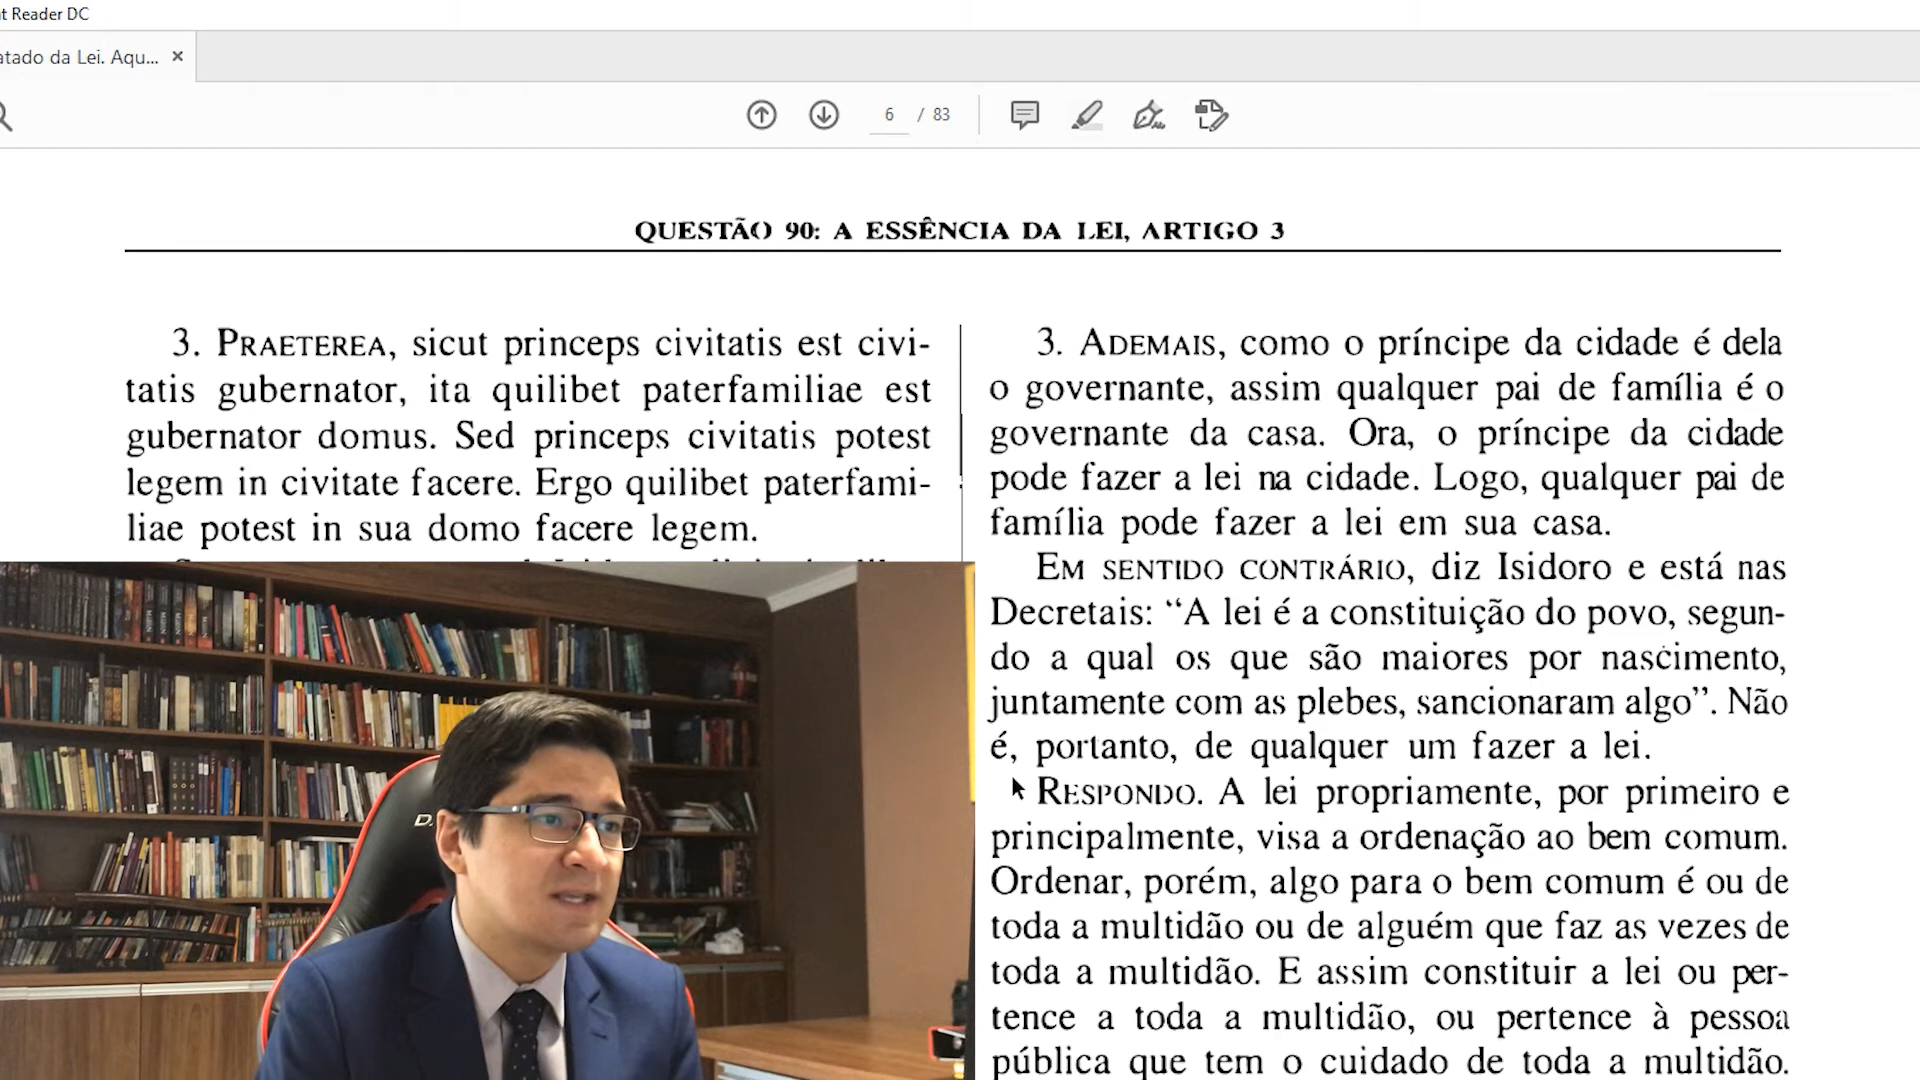 t Reader DC
atado da Lei. Aqu...
6 / 83
QUESTÃO 90: A ESSÊNCIA DA LEI, ARTIGO 3
3. PRAETEREA, sicut princeps civitatis est civi-
tatis gubernator, ita quilibet paterfamiliae est
gubernator domus. Sed princeps civitatis potest
legem in civitate facere. Ergo quilibet paterfami-
liae potest in sua domo facere legem.
3. ADEMAIS, como o príncipe da cidade é dela
o governante, assim qualquer pai de família é o
governante da casa. Ora, o príncipe da cidade
pode fazer a lei na cidade. Logo, qualquer pai de
família pode fazer a lei em sua casa.
EM SENTIDO CONTRÁRIO, diz Isidoro e está nas
Decretais: “A lei é a constituição do povo, segun-
do a qual os que são maiores por nascimento,
juntamente com as plebes, sancionaram algo”. Não
é, portanto, de qualquer um fazer a lei.
RESPONDO. A lei propriamente, por primeiro e
principalmente, visa a ordenação ao bem comum.
Ordenar, porém, algo para o bem comum é ou de
toda a multidão ou de alguém que faz as vezes de
toda a multidão. E assim constituir a lei ou per-
tence a toda a multidão, ou pertence à pessoa
pública que tem o cuidado de toda a multidão.